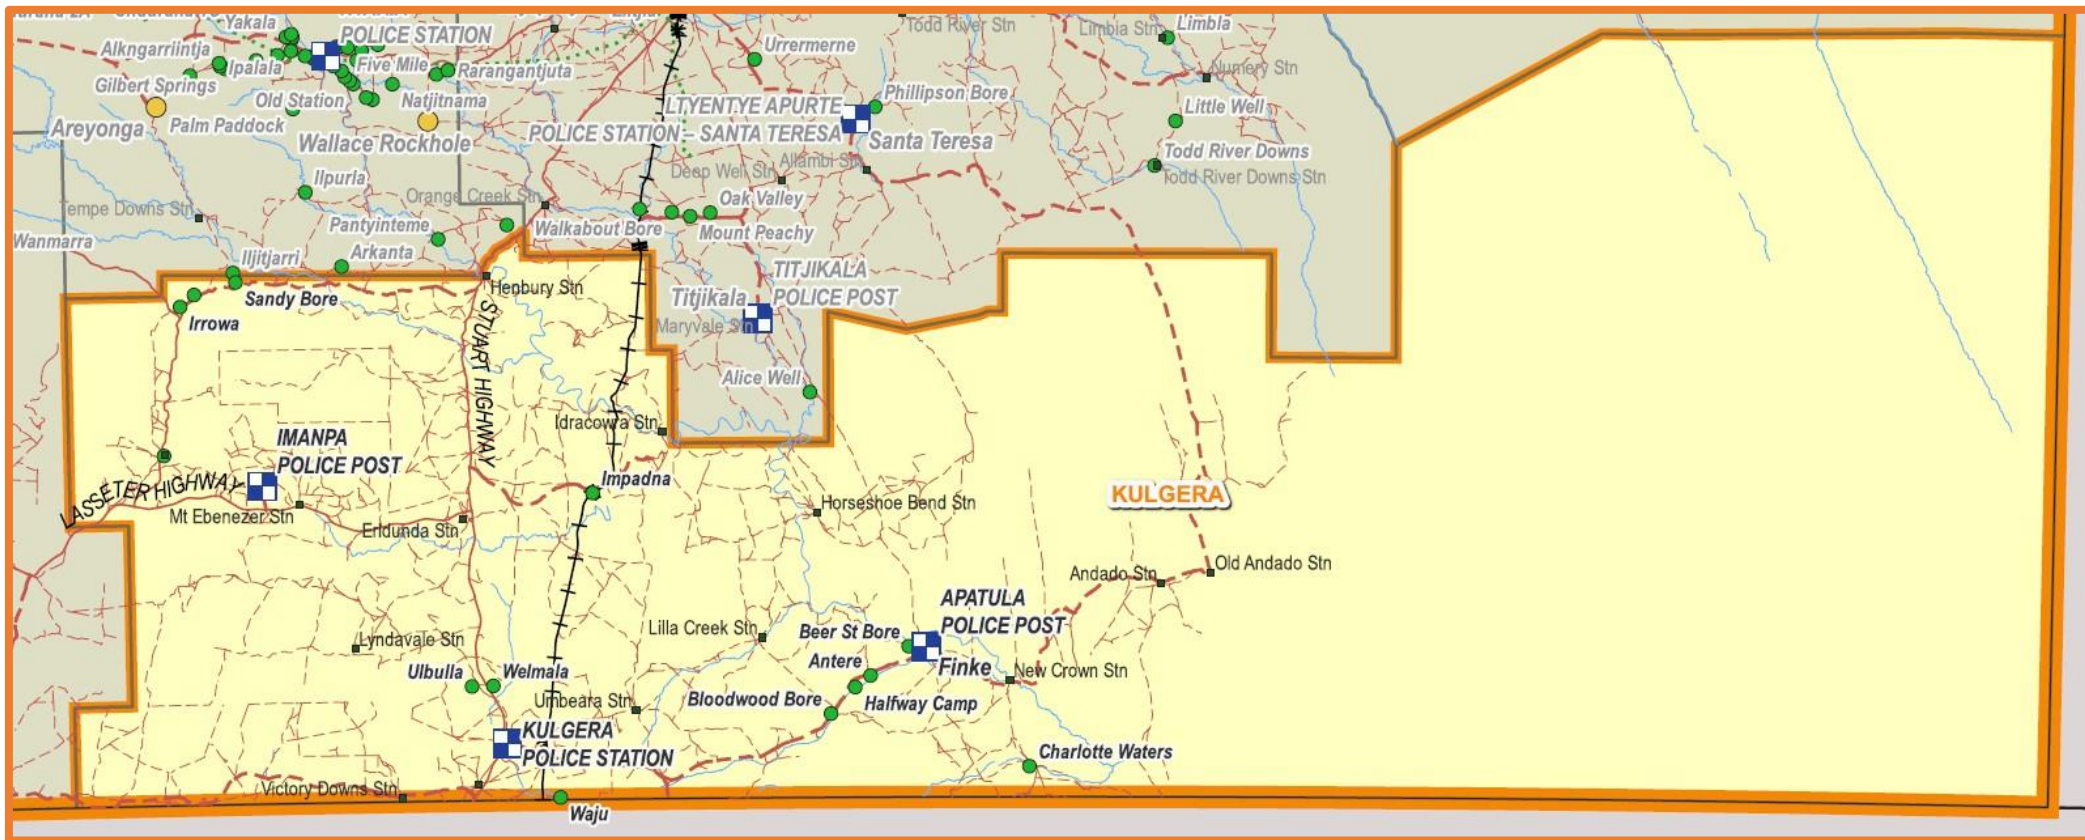 Yakala
POLICE STATION
Todd River Stn
Limbla Stn
Limbla
Alkngarriintja
Ipalala
Five Mile
Rarangantjuta
Urrermerne
Numery Stn
Gilbert Springs
Old Station
Natjitnama
LTYENTYE APURTE
POLICE STATION – SANTA TERESA
Phillipson Bore
Little Well
Areyonga
Palm Paddock
Wallace Rockhole
Santa Teresa
Deep Well Stn
Allambi Stn
Todd River Downs
Todd River Downs Stn
Ilpurla
Orange Creek Stn
Oak Valley
Tempe Downs Stn
Pantyinteme
Walkabout Bore
Mount Peachy
Wanmarra
Iljitjarri
Arkanta
TITJIKALA
POLICE POST
Henbury Stn
Titjikala
Sandy Bore
Irrowa
STUART HIGHWAY
Maryvale Stn
Alice Well
Idracowra Stn
IMANPA
POLICE POST
LASSETER HIGHWAY
Impadna
KULGERA
Mt Ebenezer Stn
Erldunda Stn
Horseshoe Bend Stn
Andado Stn
Old Andado Stn
APATULA
POLICE POST
Lyndavale Stn
Lilla Creek Stn
Beer St Bore
Antere
Finke
New Crown Stn
Ulbulla
Welmala
Umbeara Stn
Bloodwood Bore
Halfway Camp
KULGERA
POLICE STATION
Charlotte Waters
Victory Downs Stn
Waju